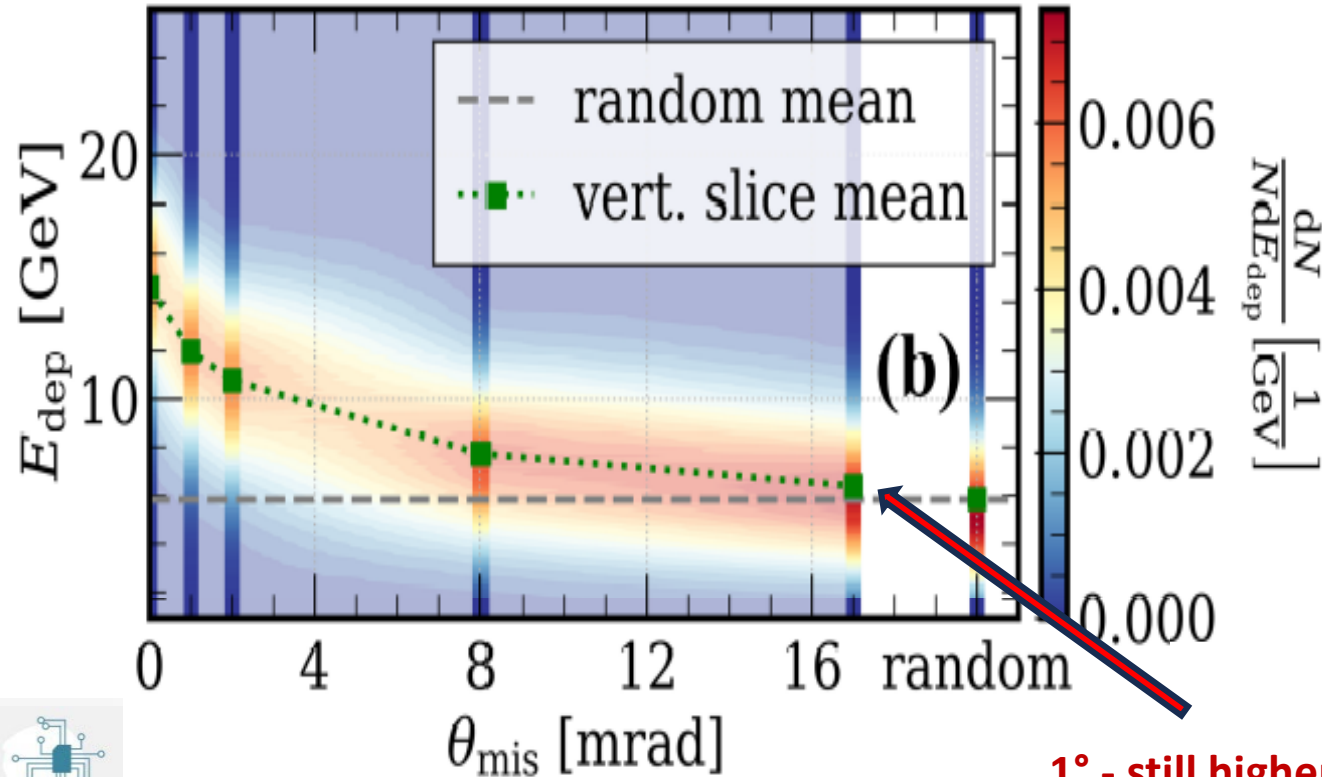 random mean
vert. slice mean
(b)
E_dep [GeV]
20
10
0 4 8 12 16 random
θ_mis [mrad]
0.006
0.004
0.002
0.000
dN
NdE_dep
[1/GeV]
1° - still higher